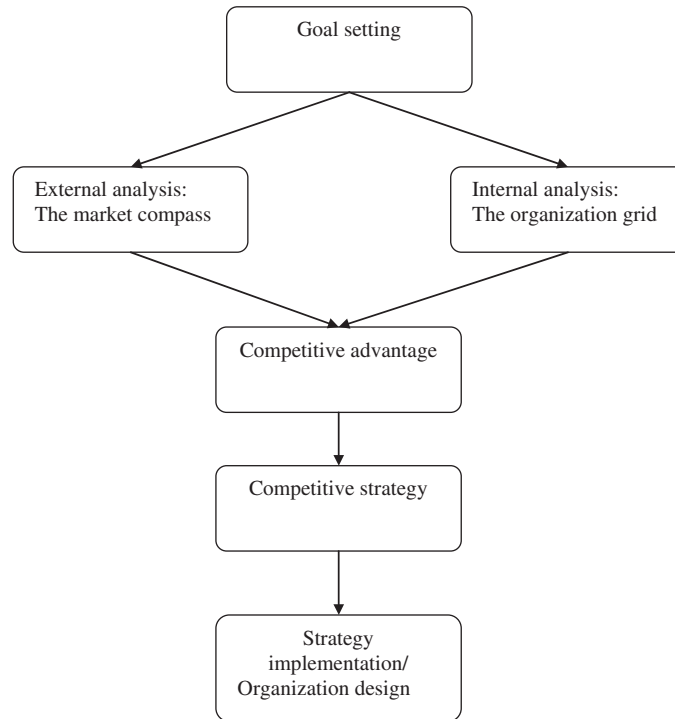 Goal setting
External analysis:
The market compass
Internal analysis:
The organization grid
Competitive advantage
Competitive strategy
Strategy
implementation/
Organization design